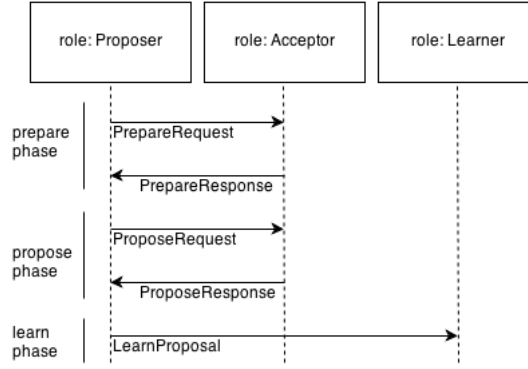 role: Proposer
role: Acceptor
role: Learner
prepare
phase
PrepareRequest
PrepareResponse
propose
phase
ProposeRequest
ProposeResponse
learn
phase
LearnProposal